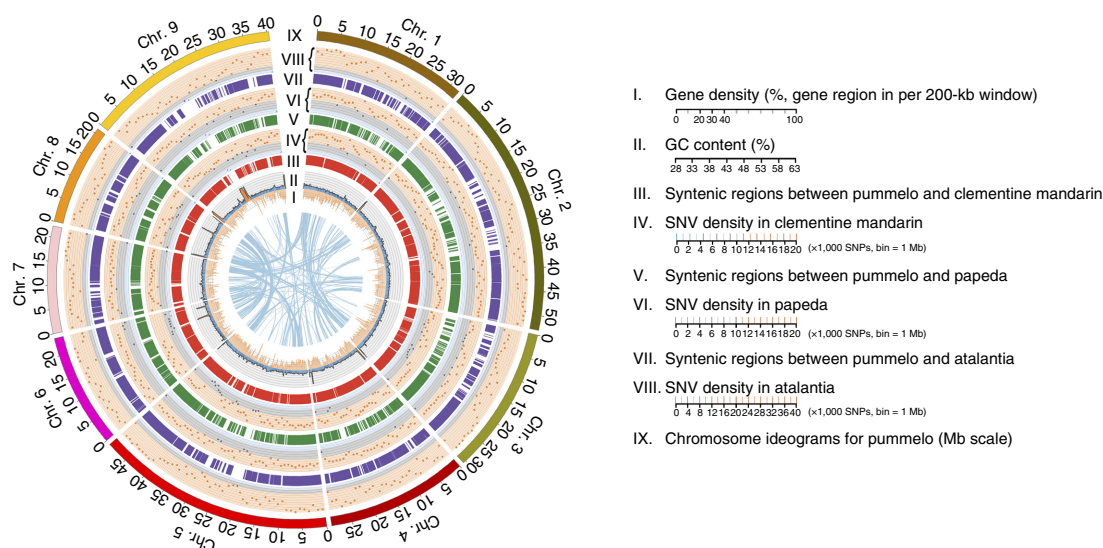 IX
VIII
VII
VI
V
IV
III
II
I
Chr. 1
0 5 10 15 20 25 30
Chr. 2
0 5 10 15 20 25 30 35 40 45 50
Chr. 3
0 5 10 15 20 25 30
Chr. 4
0 5 10 15 20 25
Chr. 5
0 5 10 15 20 25 30 35 40 45
Chr. 6
0 5 10 15 20
Chr. 7
0 5 10 15 20
Chr. 8
0 5 10 15 20
Chr. 9
0 5 10 15 20 25 30 35 40
I. Gene density (%, gene region in per 200-kb window)
0 20 30 40 100
II. GC content (%)
28 33 38 43 48 53 58 63
III. Syntenic regions between pummelo and clementine mandarin
IV. SNV density in clementine mandarin
0 2 4 6 8 10 12 14 16 18 20 (×1,000 SNPs, bin = 1 Mb)
V. Syntenic regions between pummelo and papeda
VI. SNV density in papeda
0 2 4 6 8 10 12 14 16 18 20 (×1,000 SNPs, bin = 1 Mb)
VII. Syntenic regions between pummelo and atalantia
VIII. SNV density in atalantia
0 4 8 12 16 20 24 28 32 36 40 (×1,000 SNPs, bin = 1 Mb)
IX. Chromosome ideograms for pummelo (Mb scale)